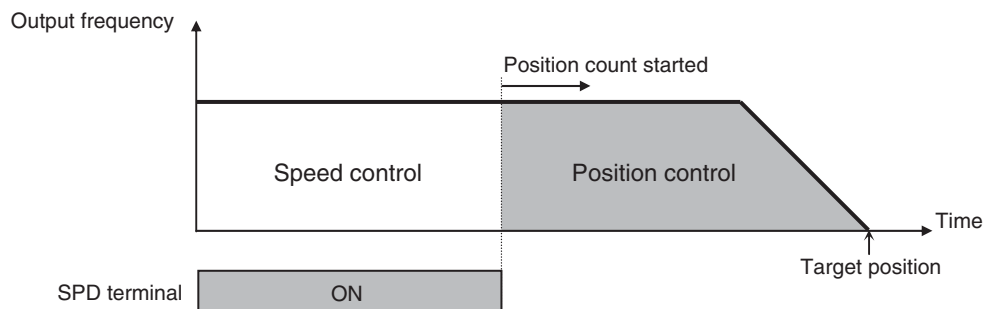 Output frequency
Position count started
Speed control
Position control
Time
Target position
SPD terminal
ON